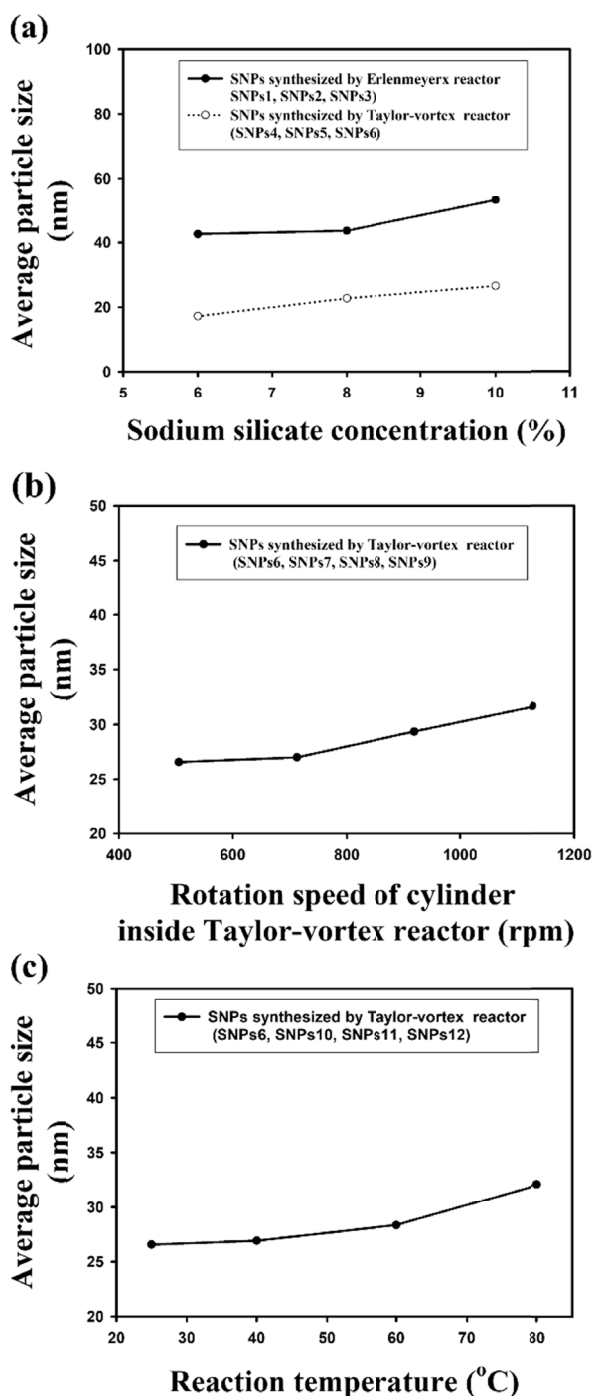 (a)
100
80
60
40
20
0
SNPs synthesized by Erlenmeyerx reactor
SNPs1, SNPs2, SNPs3)
SNPs synthesized by Taylor-vortex reactor
(SNPs4, SNPs5, SNPs6)
Average particle size
(nm)
5 6 7 8 9 10 11
Sodium silicate concentration (%)
(b)
50
45
40
35
30
25
20
SNPs synthesized by Taylor-vortex reactor
(SNPs6, SNPs7, SNPs8, SNPs9)
Average particle size
(nm)
400 600 800 1000 1200
Rotation speed of cylinder
inside Taylor-vortex reactor (rpm)
(c)
50
45
40
35
30
25
20
SNPs synthesized by Taylor-vortex reactor
(SNPs6, SNPs10, SNPs11, SNPs12)
Average particle size
(nm)
20 30 40 50 60 70 80
Reaction temperature (°C)